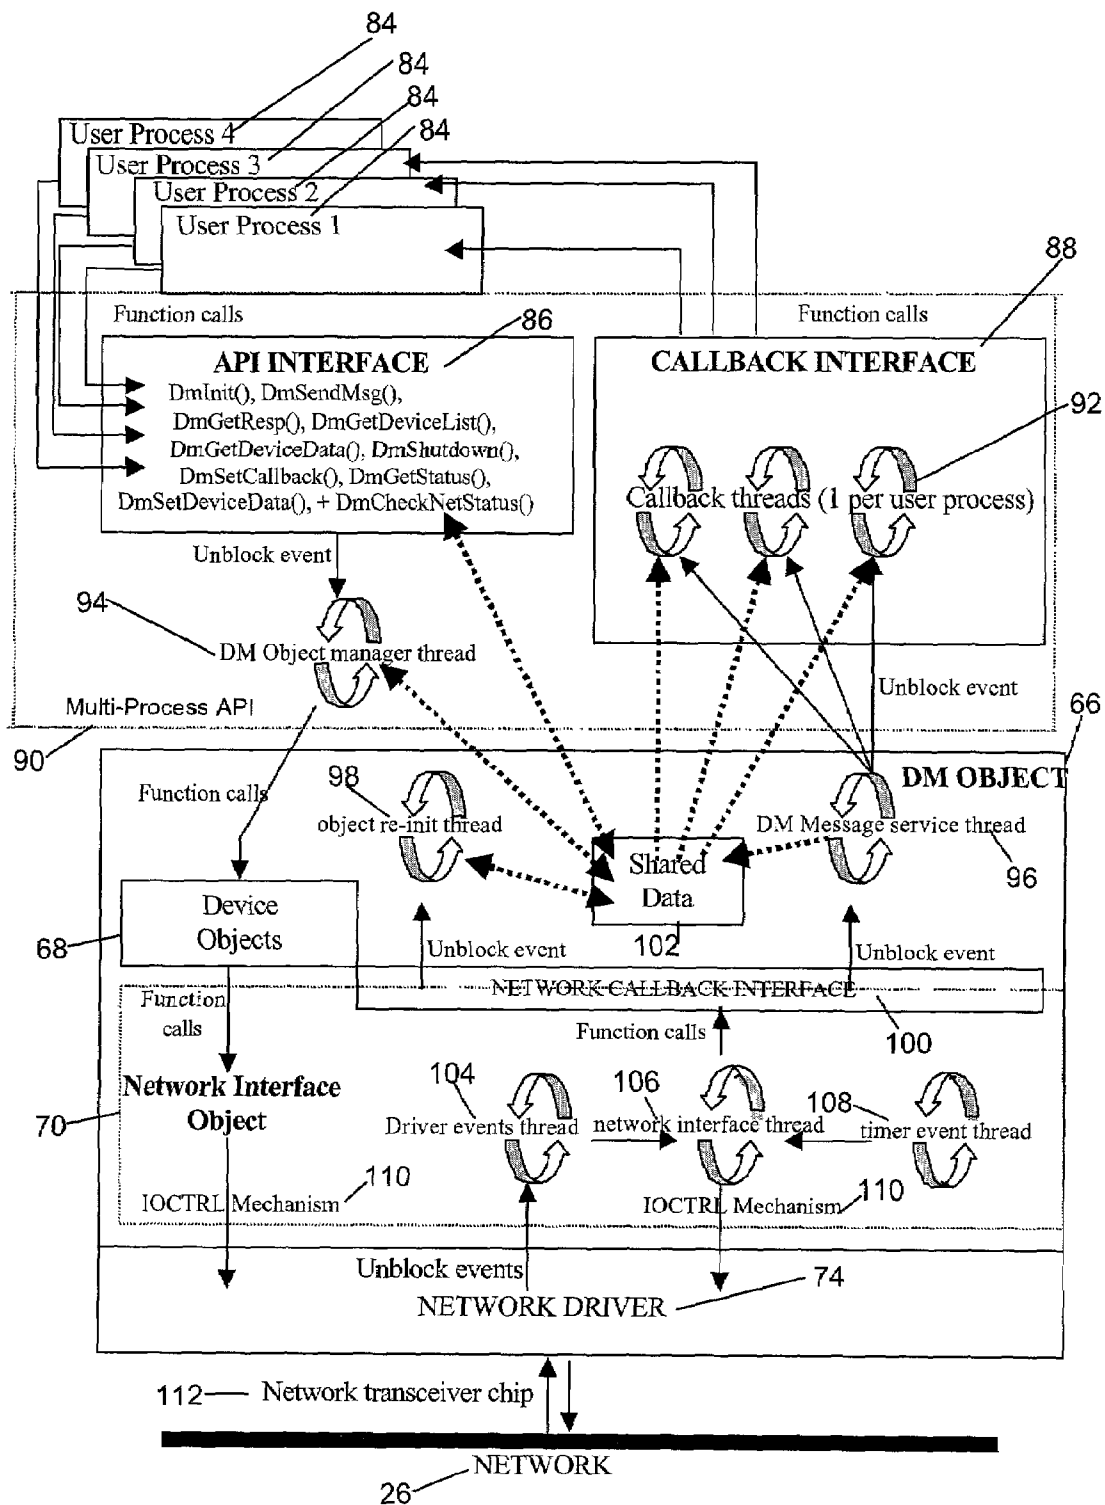 84
84
84
84
User Process 4
User Process 3
User Process 2
User Process 1
88
Function calls
Function calls
86
API INTERFACE
DmInit(), DmSendMsg(),
DmGetResp(), DmGetDeviceList(),
DmGetDeviceData(), DmShutdown(),
DmSetCallback(), DmGetStatus(),
DmSetDeviceData(), + DmCheckNetStatus()
CALLBACK INTERFACE
92
Callback threads (1 per user process)
Unblock event
94
DM Object manager thread
Unblock event
Multi-Process API
90
66
DM OBJECT
98
Function calls
object re-init thread
DM Message service thread
96
Shared
Data
102
Device
Objects
68
Unblock event
Unblock event
NETWORK CALLBACK INTERFACE
100
Function
calls
Function calls
Network Interface
Object
70
104
Driver events thread
106
network interface thread
108
timer event thread
IOCTRL Mechanism
110
IOCTRL Mechanism
110
Unblock events
NETWORK DRIVER
74
112
Network transceiver chip
NETWORK
26